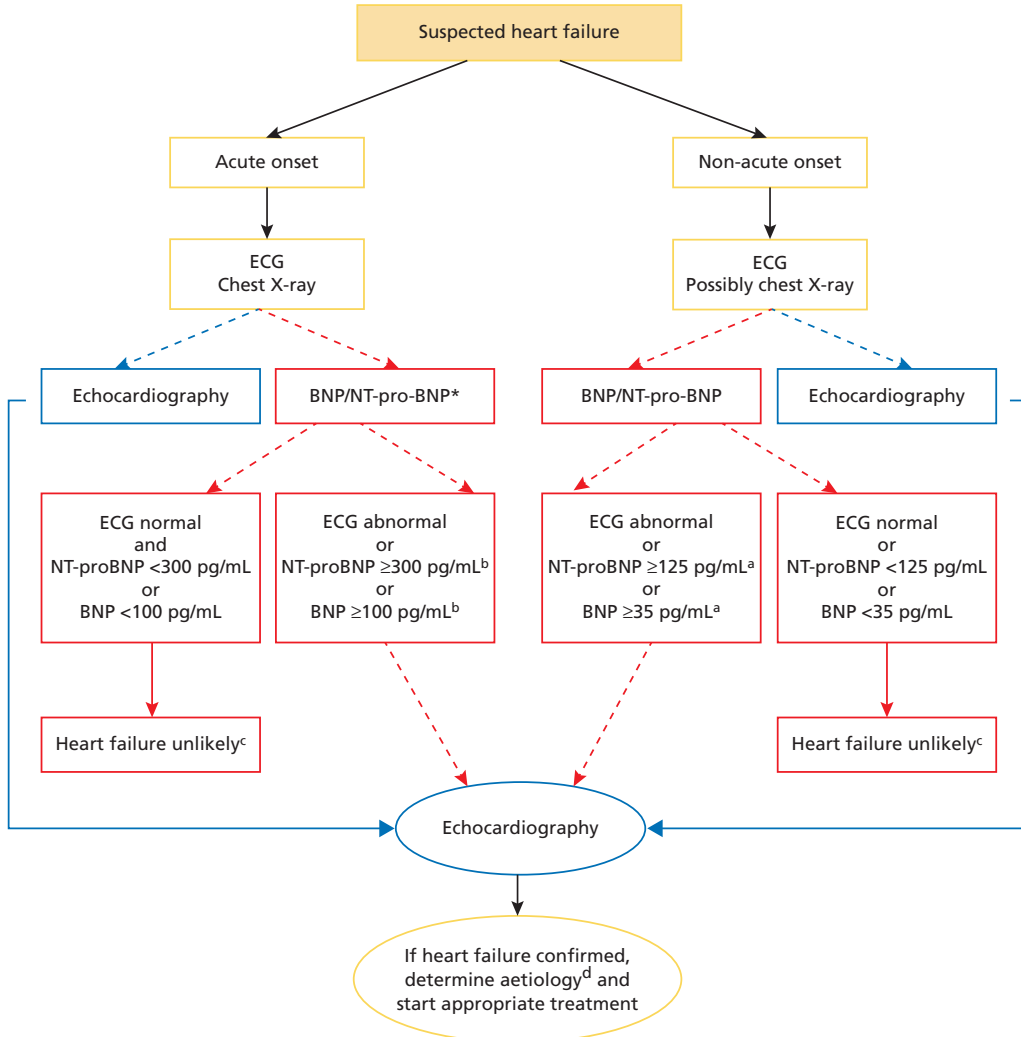 Suspected heart failure
Acute onset
Non-acute onset
ECG
Chest X-ray
ECG
Possibly chest X-ray
Echocardiography
BNP/NT-pro-BNP*
BNP/NT-pro-BNP
Echocardiography
ECG normal
and
NT-proBNP <300 pg/mL
or
BNP <100 pg/mL
ECG abnormal
or
NT-proBNP ≥300 pg/mLᵇ
or
BNP ≥100 pg/mLᵇ
ECG abnormal
or
NT-proBNP ≥125 pg/mLᵃ
or
BNP ≥35 pg/mLᵃ
ECG normal
or
NT-proBNP <125 pg/mL
or
BNP <35 pg/mL
Heart failure unlikelyᶜ
Heart failure unlikelyᶜ
Echocardiography
If heart failure confirmed,
determine aetiologyᵈ and
start appropriate treatment